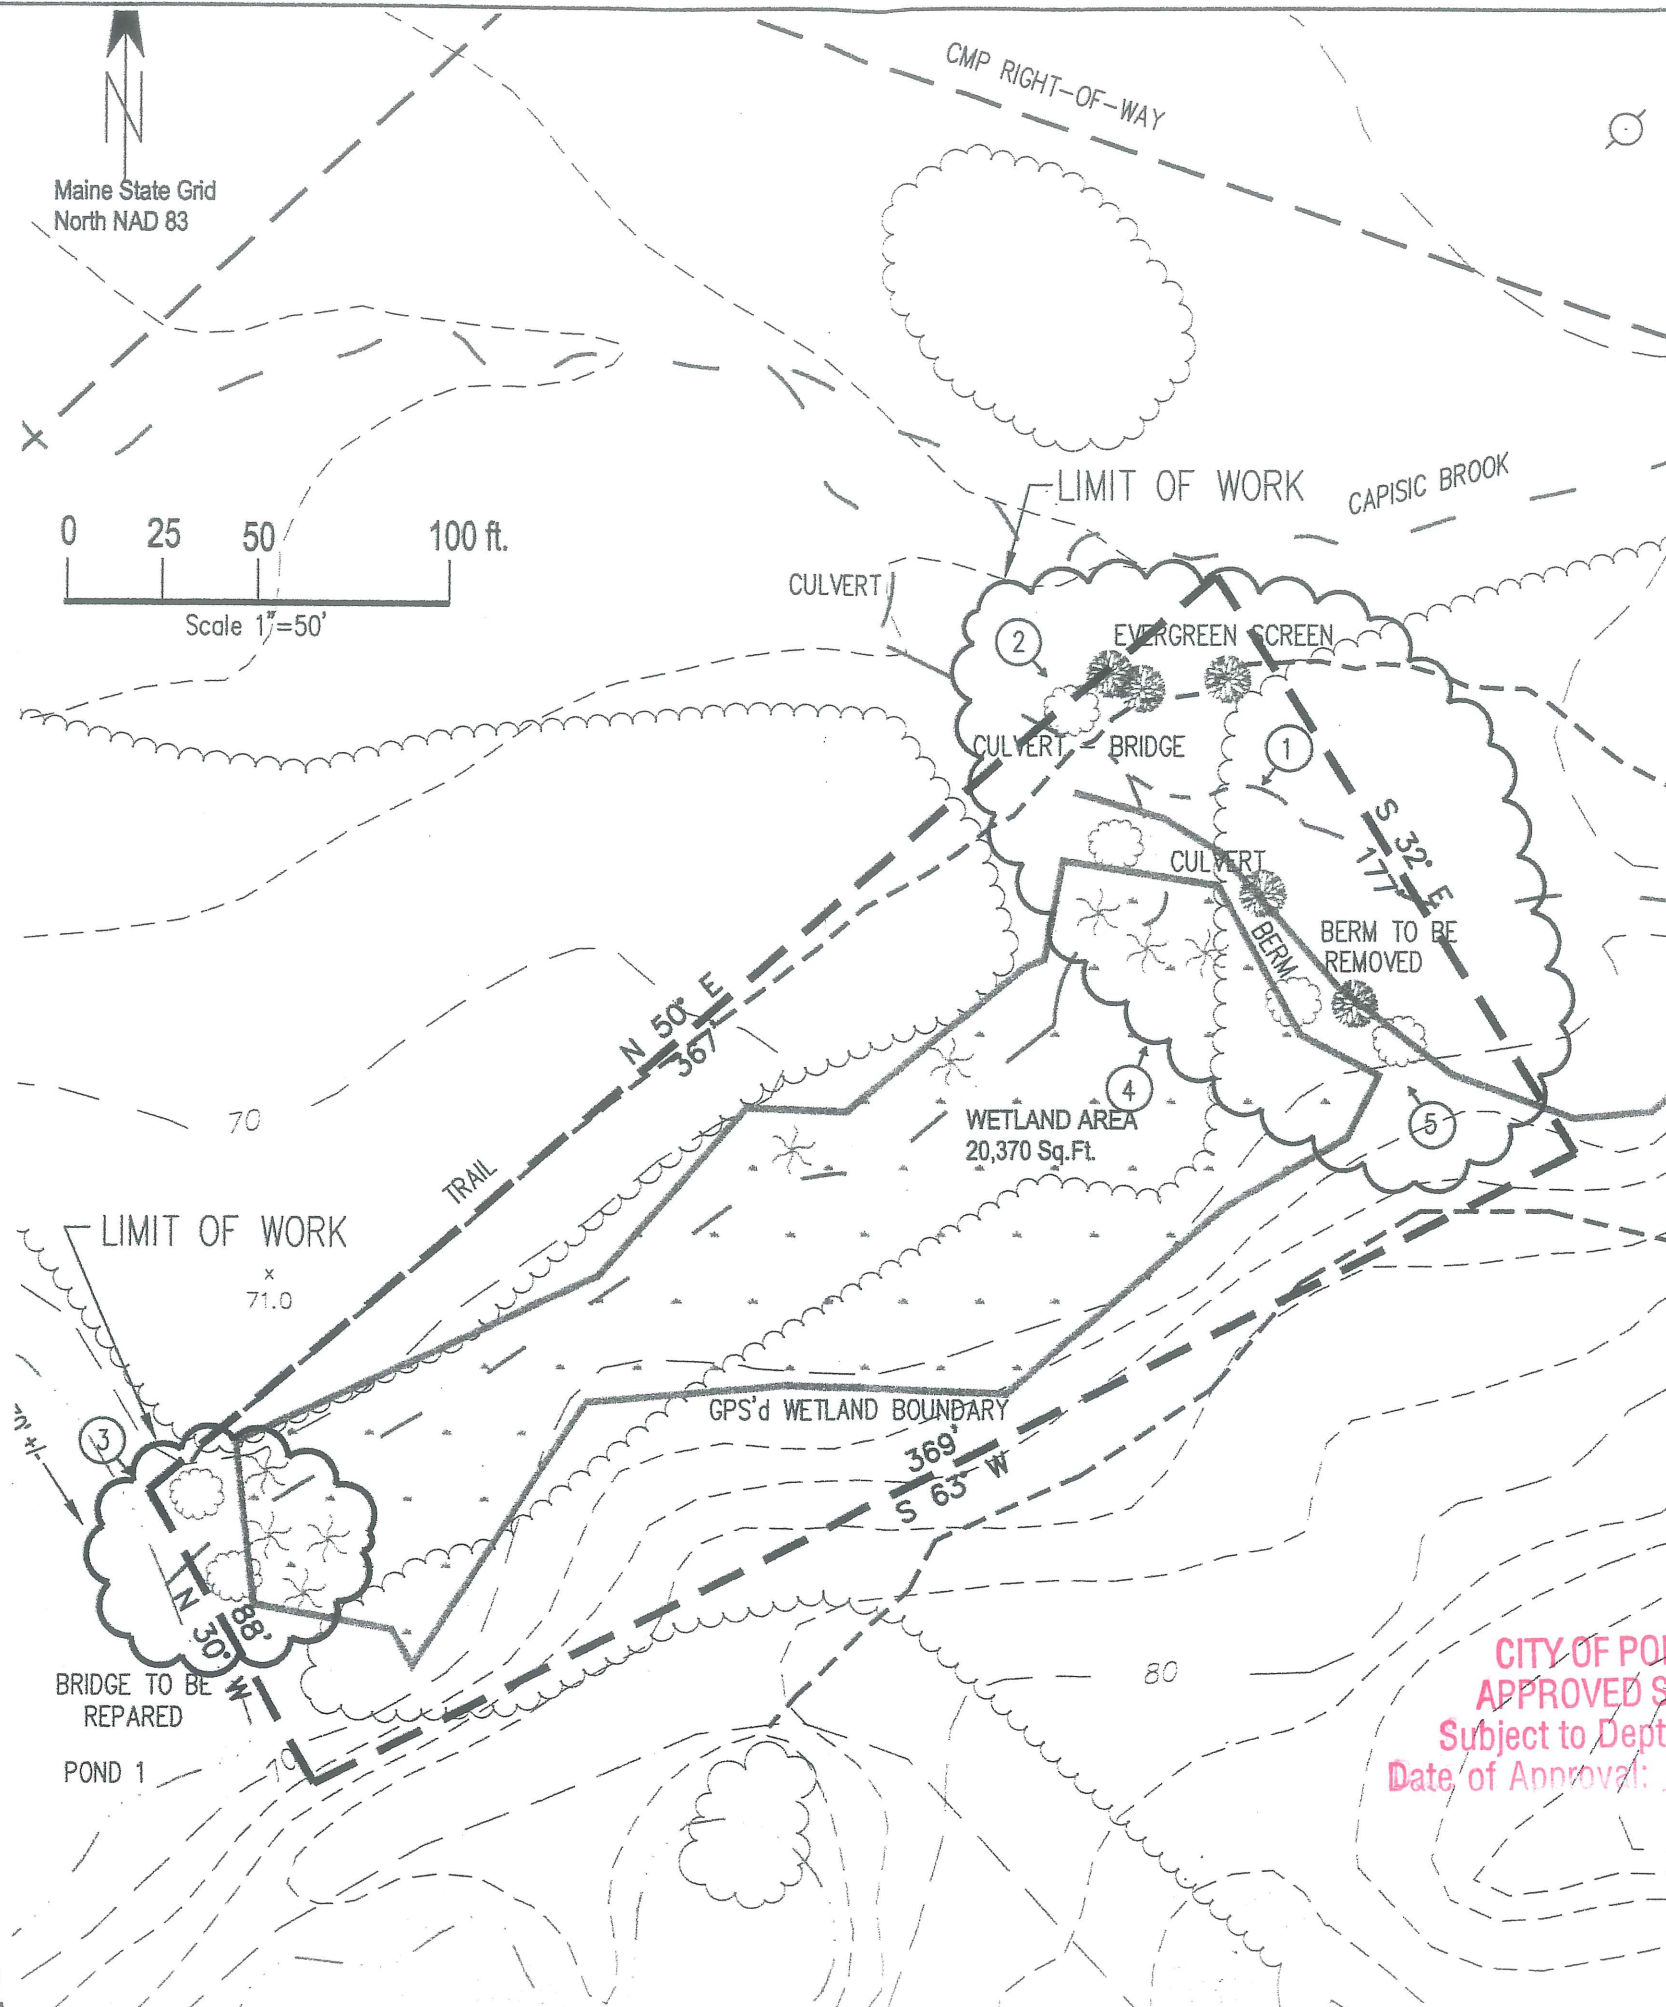 CMP RIGHT-OF-WAY
N
Maine State Grid
North NAD 83
LIMIT OF WORK
CAPISIC BROOK
0 25 50 100 ft.
Scale 1"=50'
CULVERT
2
EVERGREEN SCREEN
CULVERT - BRIDGE
1
S 32° E
177'
CULVERT
BERM
BERM TO BE
REMOVED
N 50° E
367'
70
4
5
WETLAND AREA
20,370 Sq.Ft.
TRAIL
LIMIT OF WORK
x
71.0
GPS'd WETLAND BOUNDARY
3
369'
S 63° W
N 30° W
88'
BRIDGE TO BE
REPARED
80
POND 1
70
CITY OF
APPROVED
Subject to Dept
Date of Approval: